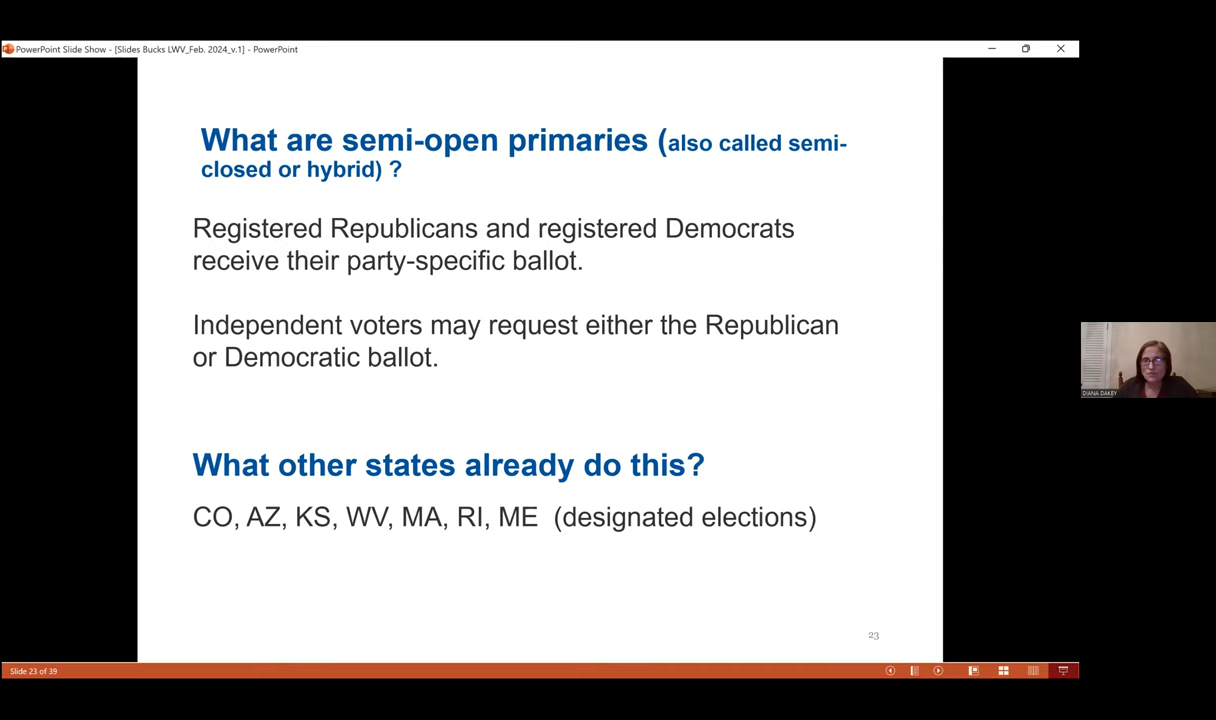 PowerPoint Slide Show - [Slides Bucks LWV_Feb. 2024_v.1] - PowerPoint
What are semi-open primaries (also called semi-
closed or hybrid) ?
Registered Republicans and registered Democrats
receive their party-specific ballot.
Independent voters may request either the Republican
or Democratic ballot.
DIANA DAKEY
What other states already do this?
CO, AZ, KS, WV, MA, RI, ME (designated elections)
23
Slide 23 of 39